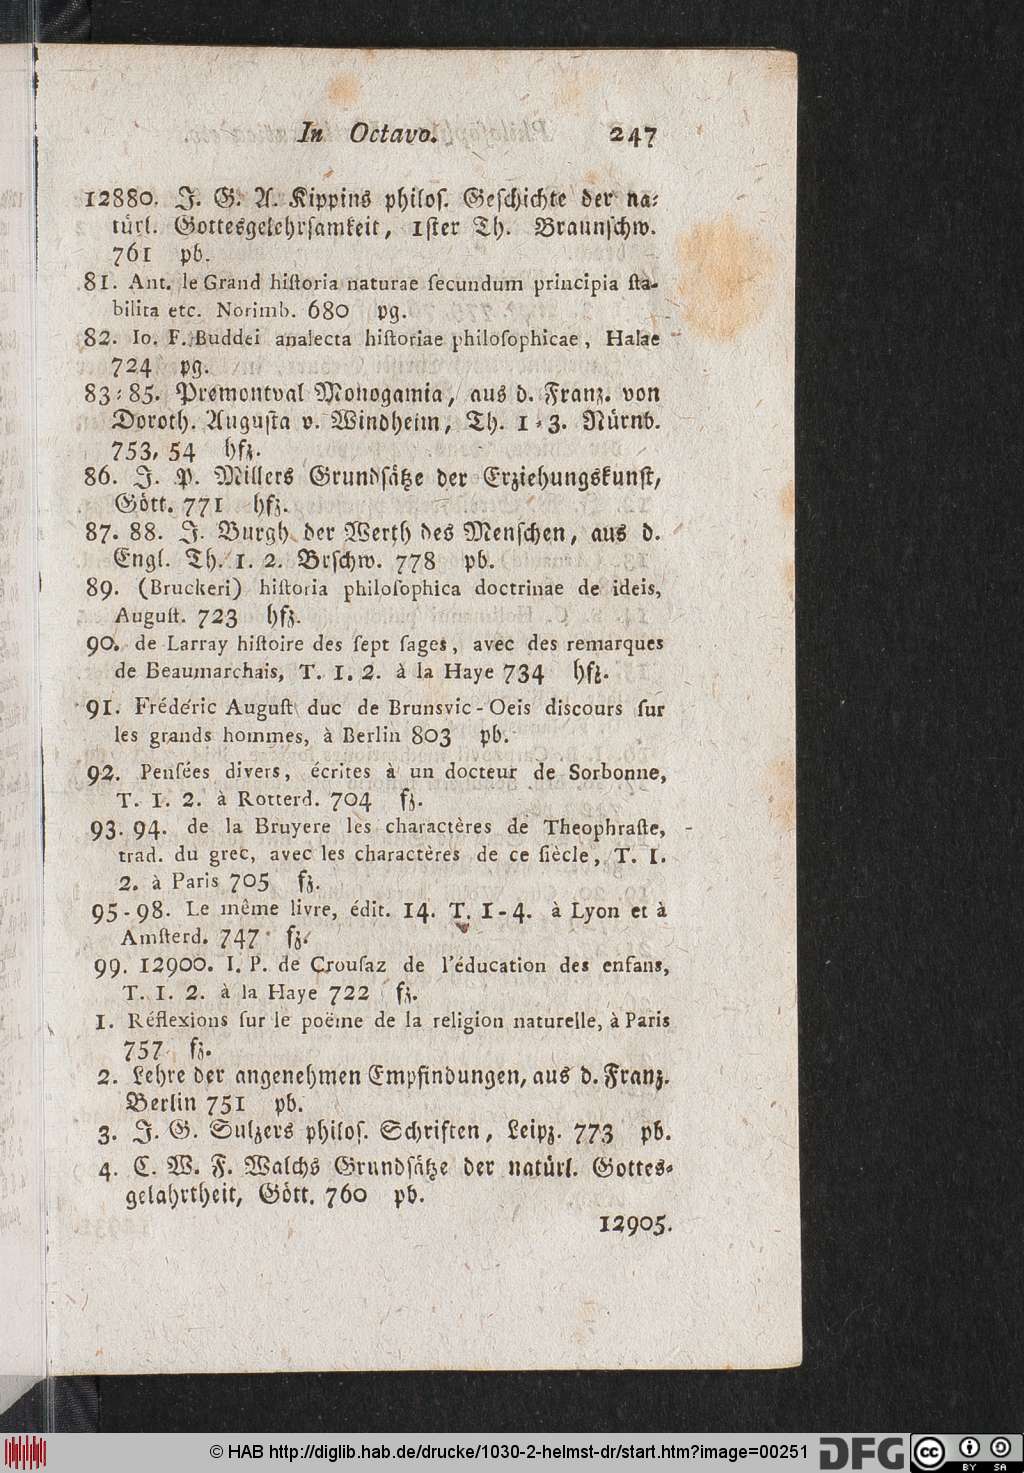 In Octavo. 247
12880. J. G. A. Kippins philos. Geschichte der na-
türl. Gottesgelehrsamkeit, 1ster Th. Braunschw.
761 pb.
81. Ant. le Grand hiſtoria naturae ſecundum principia ſta-
bilita etc. Norimb. 680 pg.
82. Io. F. Buddei analecta hiſtoriae philoſophicae, Halae
724 pg.
83-85. Premontval Monogamia, aus d. Franz. von
Doroth. Auguſta v. Windheim, Th. 1-3. Nürnb.
753, 54 hfz.
86. J. P. Millers Grundſätze der Erziehungskunſt,
Gött. 771 hfz.
87. 88. J. Burgh der Werth des Menſchen, aus d.
Engl. Th. 1. 2. Brſchw. 778 pb.
89. (Bruckeri) hiſtoria philoſophica doctrinae de ideis,
Auguſt. 723 hfz.
90. de Larray hiſtoire des ſept ſages, avec des remarques
de Beaumarchais, T. 1. 2. à la Haye 734 hfz.
91. Frédéric Auguſt duc de Brunsvic-Oels discours ſur
les grands hommes, à Berlin 803 pb.
92. Penſées divers, écrites à un docteur de Sorbonne,
T. 1. 2. à Rotterd. 704 fz.
93. 94. de la Bruyere les charactères de Theophraſte,
trad. du grec, avec les charactères de ce ſiècle, T. 1.
2. à Paris 705 fz.
95-98. Le même livre, édit. 14. T. 1-4. à Lyon et à
Amſterd. 747 fz.
99. 12900. I. P. de Crouſaz de l'éducation des enfans,
T. 1. 2. à la Haye 722 fz.
1. Réflexions ſur le poëme de la religion naturelle, à Paris
757 fz.
2. Lehre der angenehmen Empfindungen, aus d. Franz.
Berlin 751 pb.
3. J. G. Sulzers philoſ. Schriften, Leipz. 773 pb.
4. C. W. F. Walchs Grundſätze der natürl. Gottes-
gelahrtheit, Gött. 760 pb.
12905.
© HAB http://diglib.hab.de/drucke/1030-2-helmst-dr/start.htm?image=00251 DFG cc BY SA